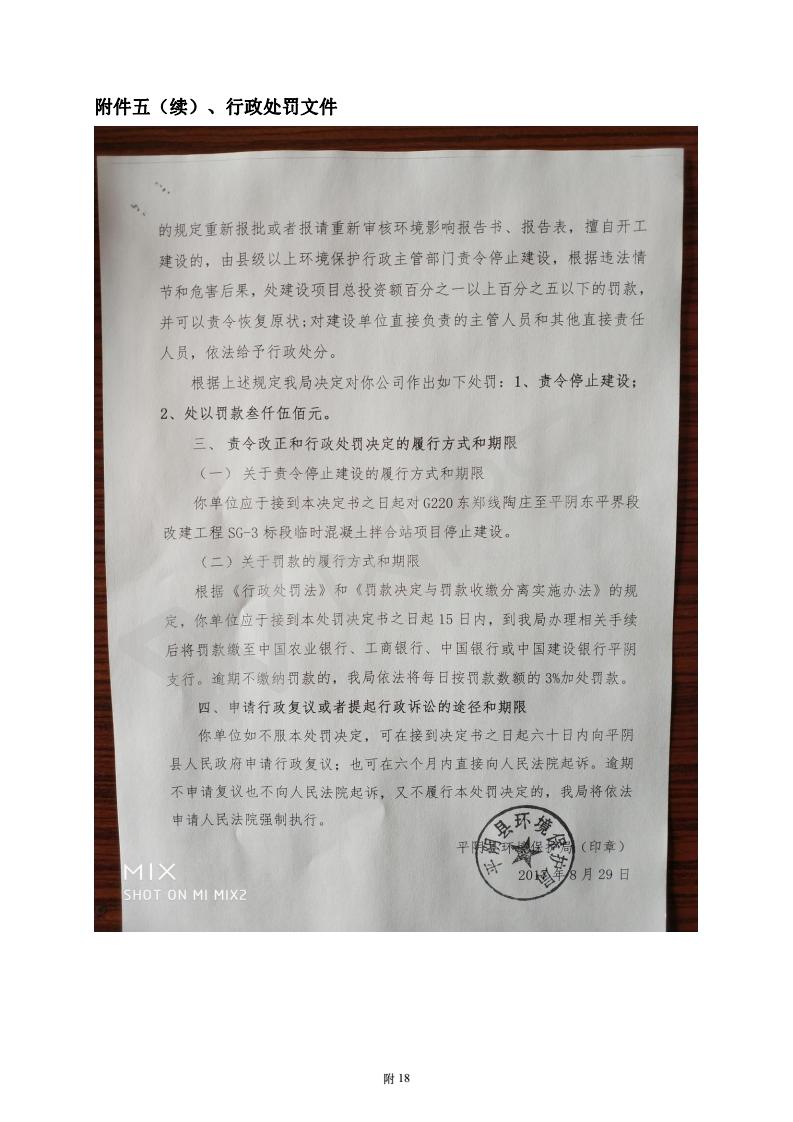 附件五（续）、行政处罚文件
的规定重新报批或者报请重新审核环境影响报告书、报告表，擅自开工
建设的，由县级以上环境保护行政主管部门责令停止建设，根据违法情
节和危害后果，处建设项目总投资额百分之一以上百分之五以下的罚款，
并可以责令恢复原状;对建设单位直接负责的主管人员和其他直接责任
人员，依法给予行政处分。
根据上述规定我局决定对你公司作出如下处罚：1、责令停止建设；
2、处以罚款叁仟伍佰元。
三、 责令改正和行政处罚决定的履行方式和期限
（一） 关于责令停止建设的履行方式和期限
你单位应于接到本决定书之日起对 G220 东郑线陶庄至平阴东平界段
改建工程 SG-3 标段临时混凝土拌合站项目停止建设。
（二）关于罚款的履行方式和期限
根据《行政处罚法》和《罚款决定与罚款收缴分离实施办法》的规
定，你单位应于接到本处罚决定书之日起 15 日内，到我局办理相关手续
后将罚款缴至中国农业银行、工商银行、中国银行或中国建设银行平阴
支行。逾期不缴纳罚款的，我局依法将每日按罚款数额的 3%加处罚款。
四、申请行政复议或者提起行政诉讼的途径和期限
你单位如不服本处罚决定，可在接到决定书之日起六十日内向平阴
县人民政府申请行政复议；也可在六个月内直接向人民法院起诉。逾期
不申请复议也不向人民法院起诉，又不履行本处罚决定的，我局将依法
申请人民法院强制执行。
平阴县环境保护局（印章）
平阴县环境保护局
2017 年 8 月 29 日
MIX
SHOT ON MI MIX2
附 18